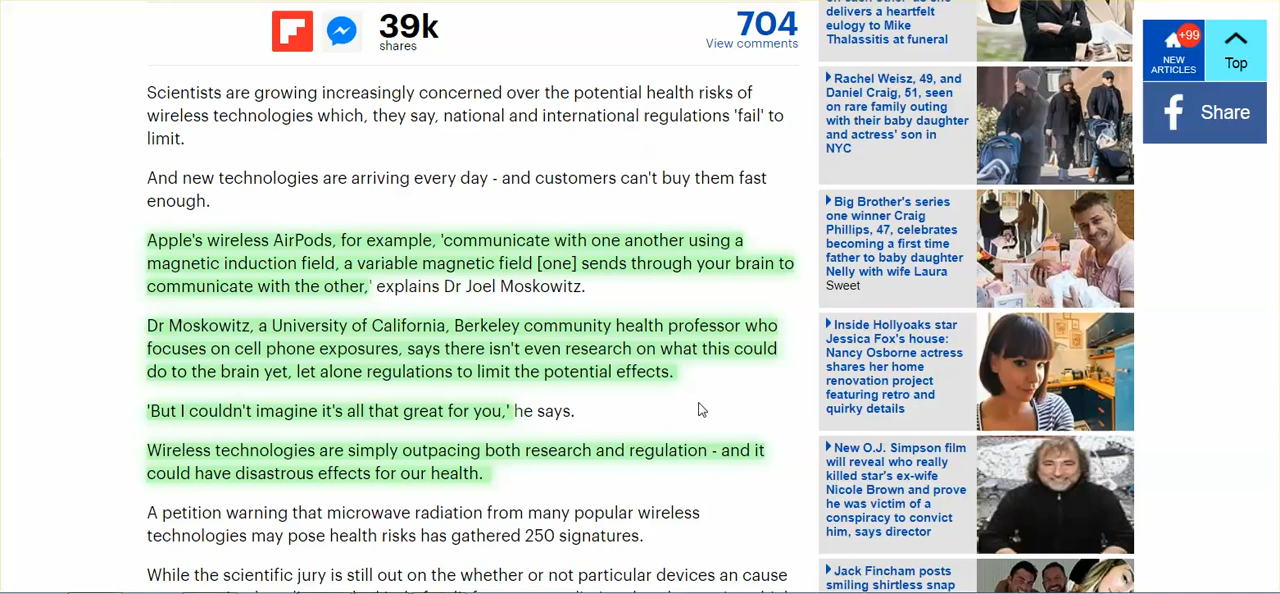 39k
shares
704
View comments
Scientists are growing increasingly concerned over the potential health risks of
wireless technologies which, they say, national and international regulations 'fail' to
limit.
And new technologies are arriving every day - and customers can't buy them fast
enough.
Apple's wireless AirPods, for example, 'communicate with one another using a
magnetic induction field, a variable magnetic field [one] sends through your brain to
communicate with the other,' explains Dr Joel Moskowitz.
Dr Moskowitz, a University of California, Berkeley community health professor who
focuses on cell phone exposures, says there isn't even research on what this could
do to the brain yet, let alone regulations to limit the potential effects.
'But I couldn't imagine it's all that great for you,' he says.
Wireless technologies are simply outpacing both research and regulation - and it
could have disastrous effects for our health.
A petition warning that microwave radiation from many popular wireless
technologies may pose health risks has gathered 250 signatures.
While the scientific jury is still out on the whether or not particular devices an cause
delivers a heartfelt
eulogy to Mike
Thalassitis at funeral
Rachel Weisz, 49, and
Daniel Craig, 51, seen
on rare family outing
with their baby daughter
and actress' son in
NYC
Big Brother's series
one winner Craig
Phillips, 47, celebrates
becoming a first time
father to baby daughter
Nelly with wife Laura
Sweet
Inside Hollyoaks star
Jessica Fox's house:
Nancy Osborne actress
shares her home
renovation project
featuring retro and
quirky details
New O.J. Simpson film
will reveal who really
killed star's ex-wife
Nicole Brown and prove
he was victim of a
conspiracy to convict
him, says director
Jack Fincham posts
smiling shirtless snap
+99
NEW
ARTICLES
Top
Share